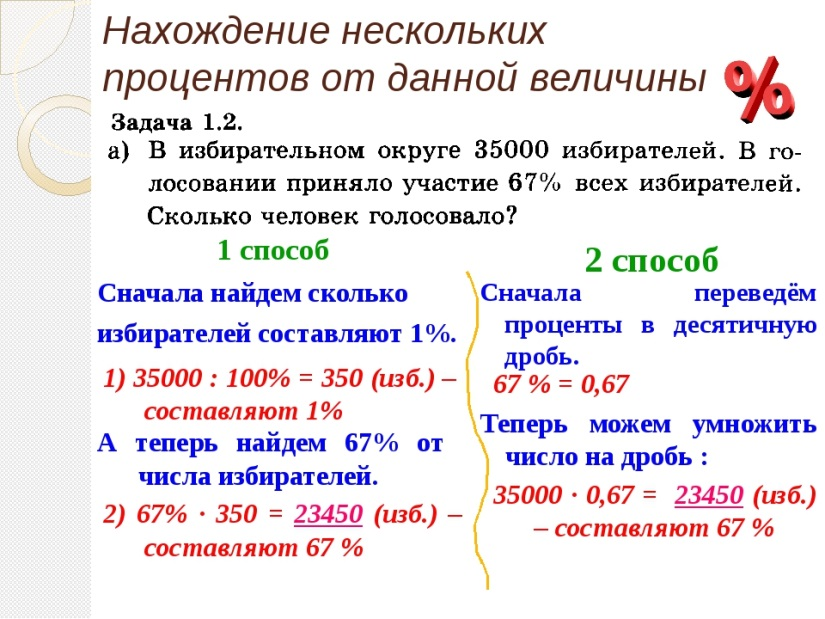 Нахождение нескольких
процентов от данной величины
%
Задача 1.2.
а) В избирательном округе 35000 избирателей. В го-
лосовании приняло участие 67% всех избирателей.
Сколько человек голосовало?
1 способ
Сначала найдем сколько
избирателей составляют 1%.
1) 35000 : 100% = 350 (изб.) –
составляют 1%
А теперь найдем 67% от
числа избирателей.
2) 67% · 350 = 23450 (изб.) –
составляют 67 %
2 способ
Сначала переведём
проценты в десятичную
дробь.
67 % = 0,67
Теперь можем умножить
число на дробь :
35000 · 0,67 = 23450 (изб.)
– составляют 67 %